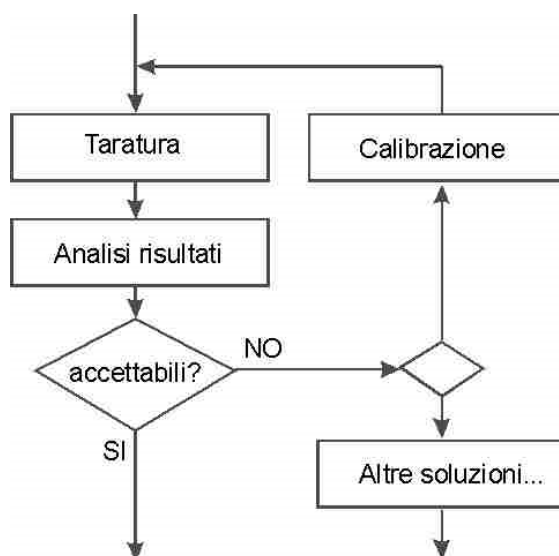 Taratura
Calibrazione
Analisi risultati
accettabili?
NO
SI
Altre soluzioni...